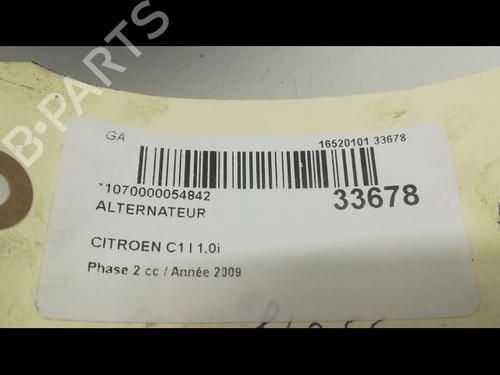 GA
16520101 33678
*1070000054842
33678
ALTERNATEUR
CITROEN C1 I 1.0i
Phase 2 cc / Année 2009
B-PARTS